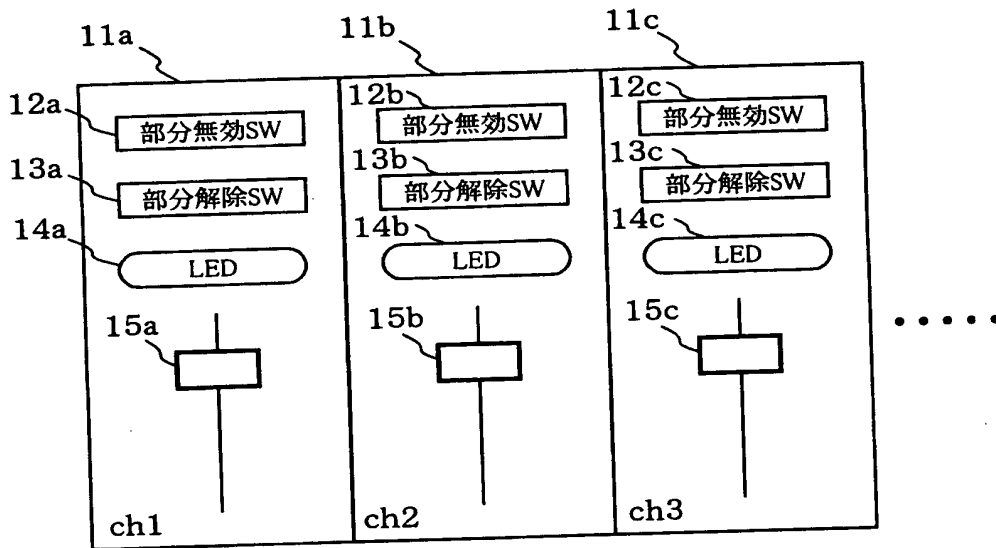 11a 11b 11c
12a 12b 12c
部分無効SW 部分無効SW 部分無効SW
13a 13b 13c
部分解除SW 部分解除SW 部分解除SW
14a 14b 14c
LED LED LED
15a 15b 15c
ch1 ch2 ch3